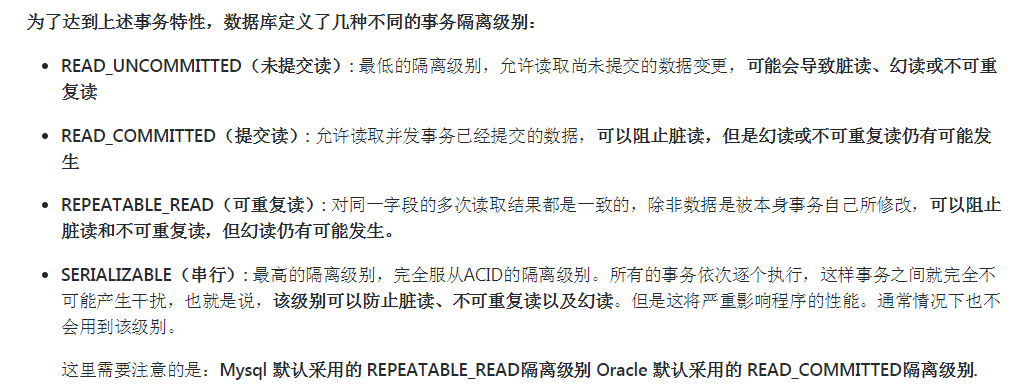 为了达到上述事务特性，数据库定义了几种不同的事务隔离级别：
• READ_UNCOMMITTED（未提交读）: 最低的隔离级别，允许读取尚未提交的数据变更，可能会导致脏读、幻读或不可重
复读
• READ_COMMITTED（提交读）: 允许读取并发事务已经提交的数据，可以阻止脏读，但是幻读或不可重复读仍有可能发
生
• REPEATABLE_READ（可重复读）: 对同一字段的多次读取结果都是一致的，除非数据是被本身事务自己所修改，可以阻止
脏读和不可重复读，但幻读仍有可能发生。
• SERIALIZABLE（串行）: 最高的隔离级别，完全服从ACID的隔离级别。所有的事务依次逐个执行，这样事务之间就完全不
可能产生干扰，也就是说，该级别可以防止脏读、不可重复读以及幻读。但是这将严重影响程序的性能。通常情况下也不
会用到该级别。
这里需要注意的是：Mysql 默认采用的 REPEATABLE_READ隔离级别 Oracle 默认采用的 READ_COMMITTED隔离级别.